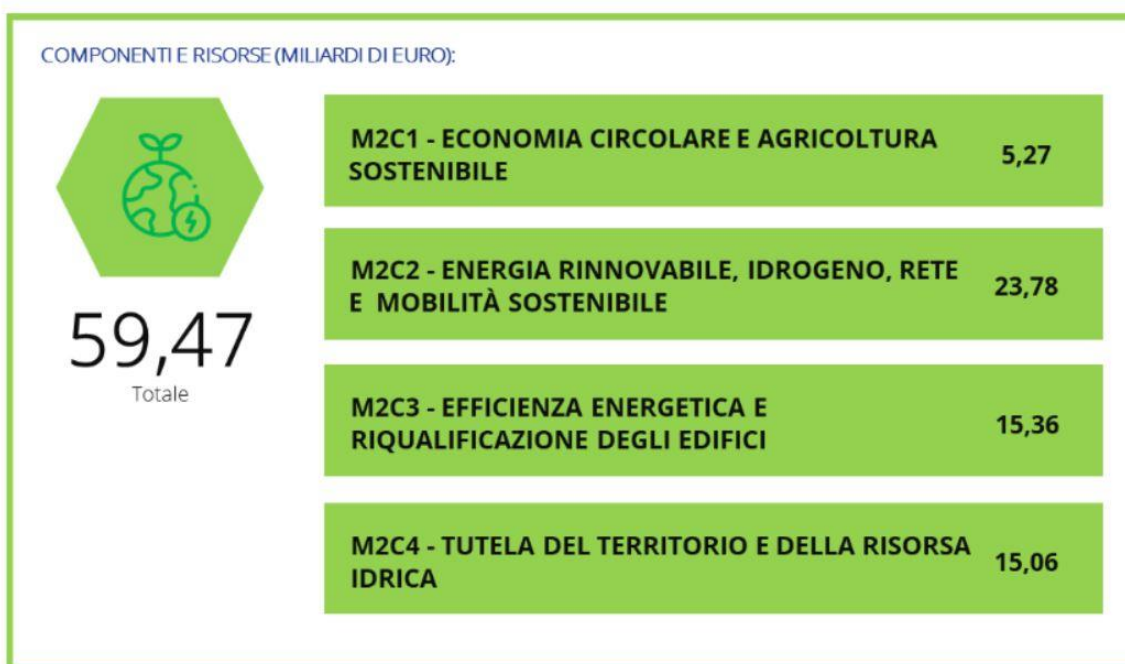 COMPONENTI E RISORSE (MILIARDI DI EURO):
59,47
Totale
M2C1 - ECONOMIA CIRCOLARE E AGRICOLTURA
SOSTENIBILE
5,27
M2C2 - ENERGIA RINNOVABILE, IDROGENO, RETE
E MOBILITÀ SOSTENIBILE
23,78
M2C3 - EFFICIENZA ENERGETICA E
RIQUALIFICAZIONE DEGLI EDIFICI
15,36
M2C4 - TUTELA DEL TERRITORIO E DELLA RISORSA
IDRICA
15,06